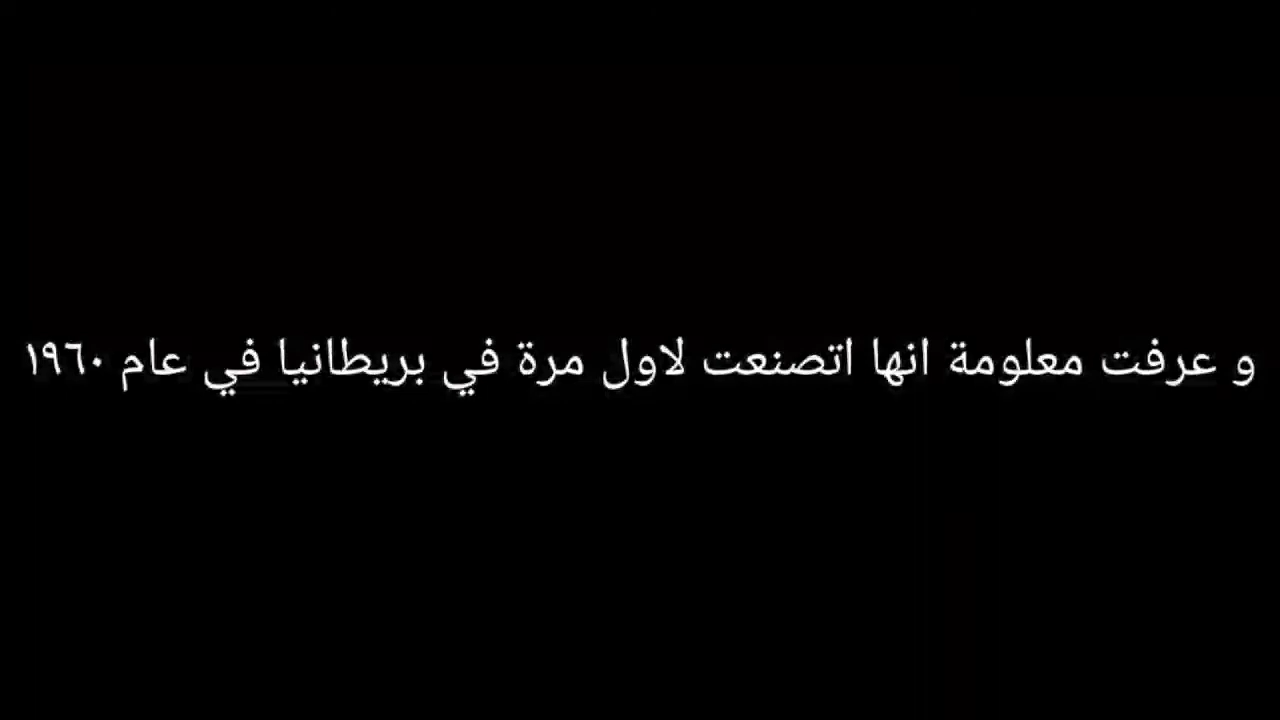 و عرفت معلومة انها اتصنعت لاول مرة في بريطانيا في عام ١٩٦٠